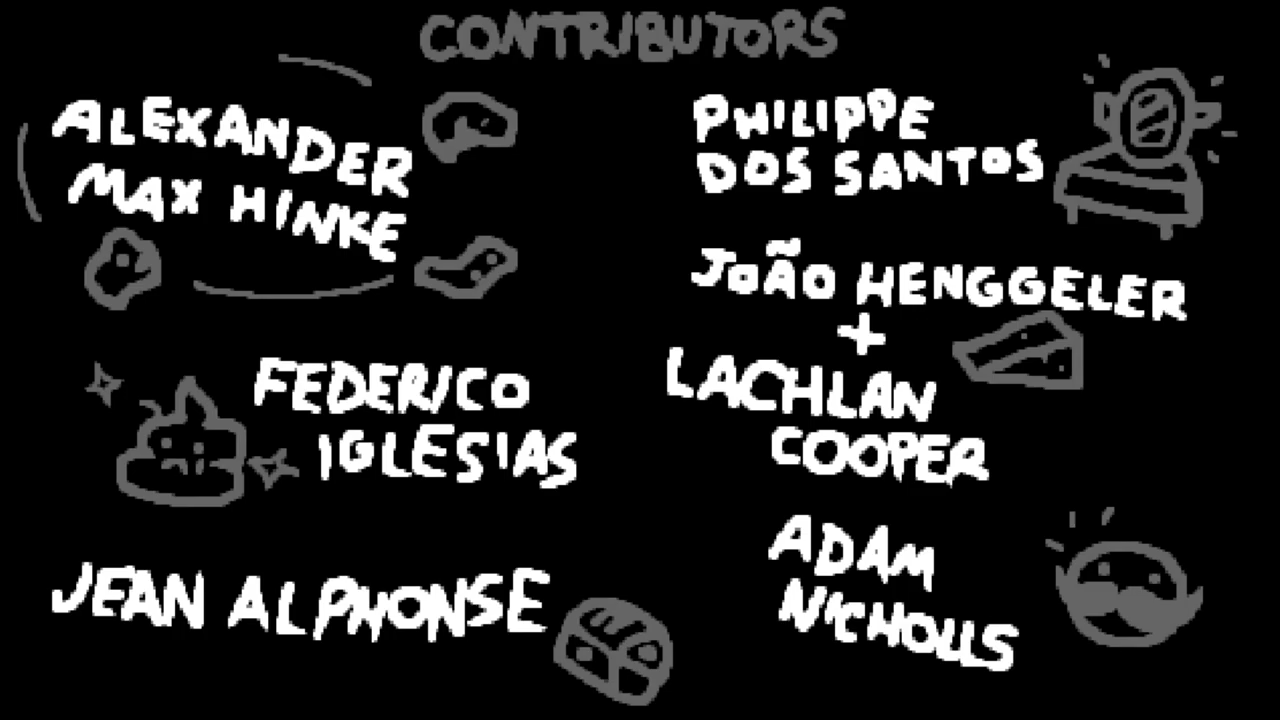 CONTRIBUTORS
ALEXANDER
MAX HINKE
FEDERICO
IGLESIAS
JEAN ALPHONSE
PHILIPPE
DOS SANTOS
JOÃO HENGGELER
+
LACHLAN
COOPER
ADAM
NICHOLLS